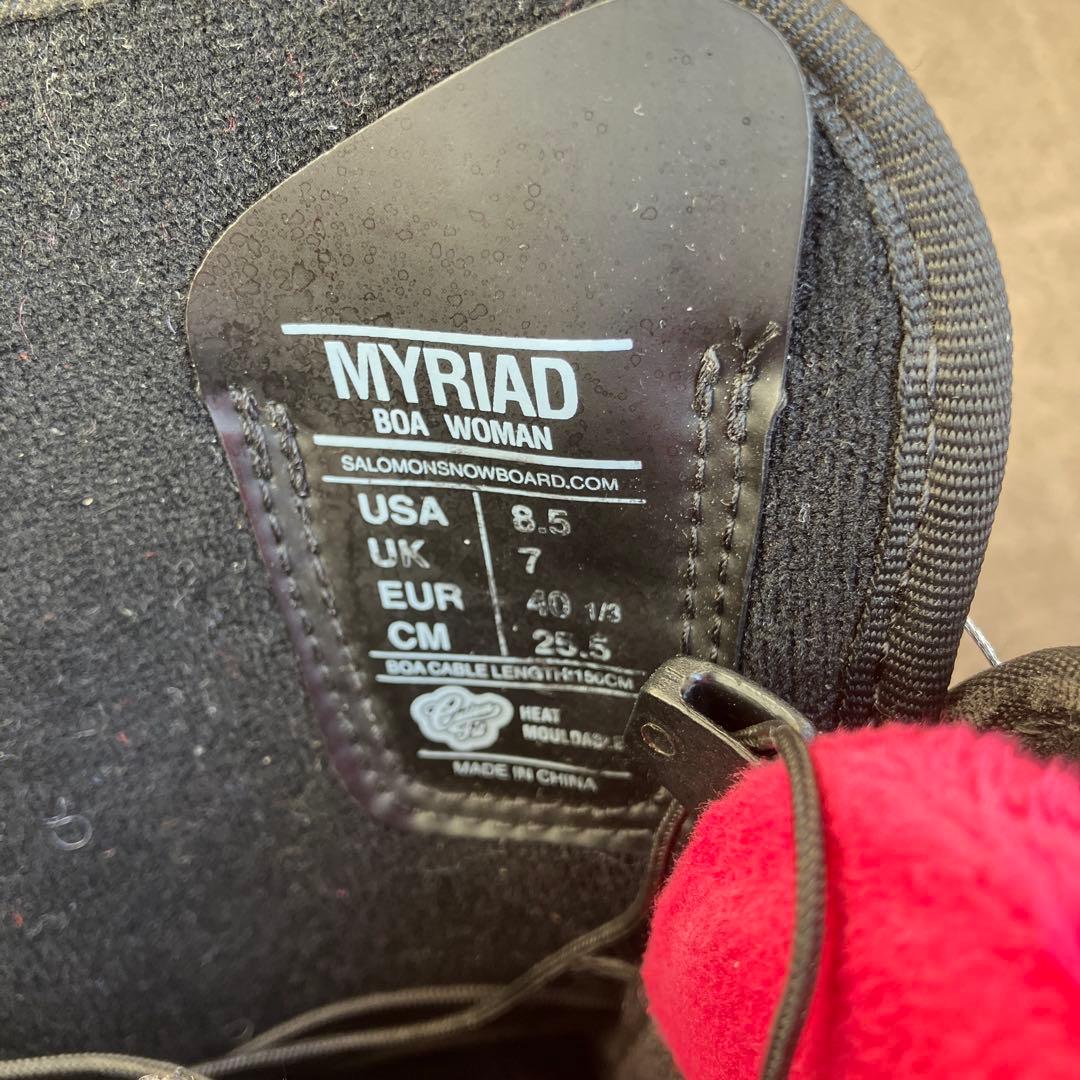 MYRIAD
BOA WOMAN
SALOMONSNOWBOARD.COM
USA 8.5
UK 7
EUR 40 1/3
CM 25.5
BOA CABLE LENGTH
HEAT
MOULDABLE
MADE IN CHINA